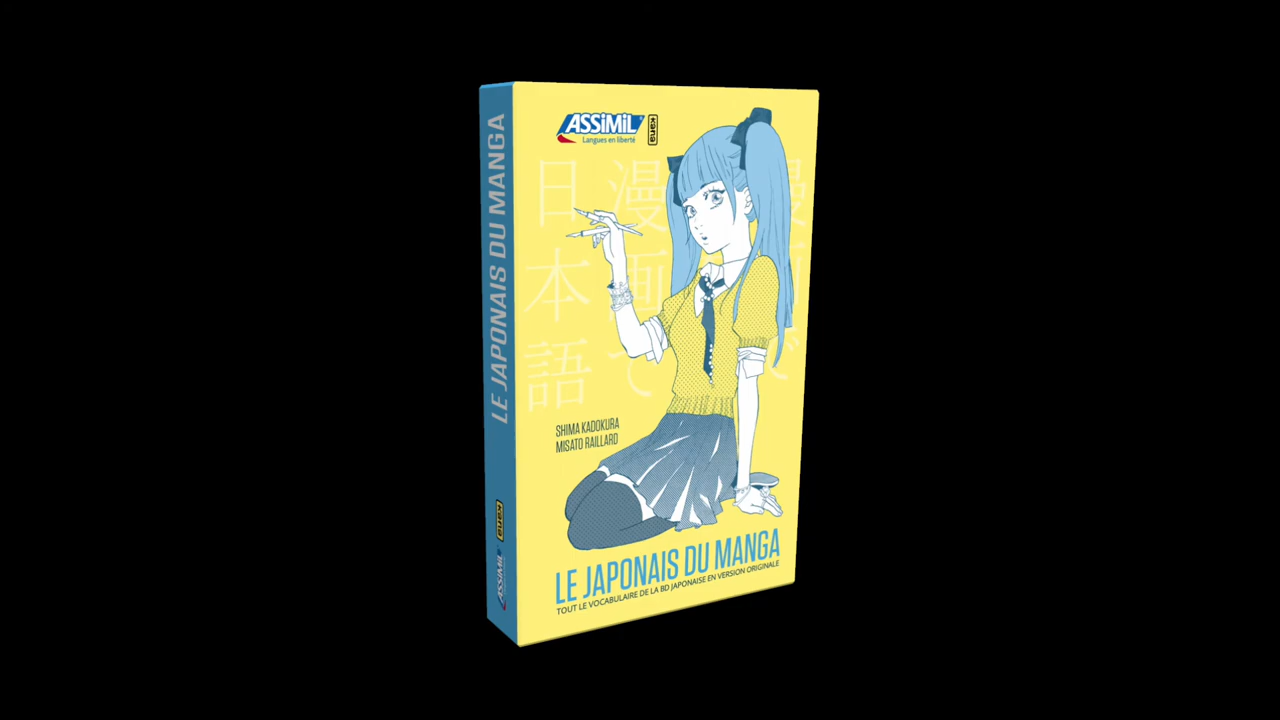 LE JAPONAIS DU MANGA
kana
ASSiMiL
ASSiMiL
Langues en liberté
kana
日本語
漫画で
SHIMA KADOKURA
MISATO RAILLARD
LE JAPONAIS DU MANGA
TOUT LE VOCABULAIRE DE LA BD JAPONAISE EN VERSION ORIGINALE